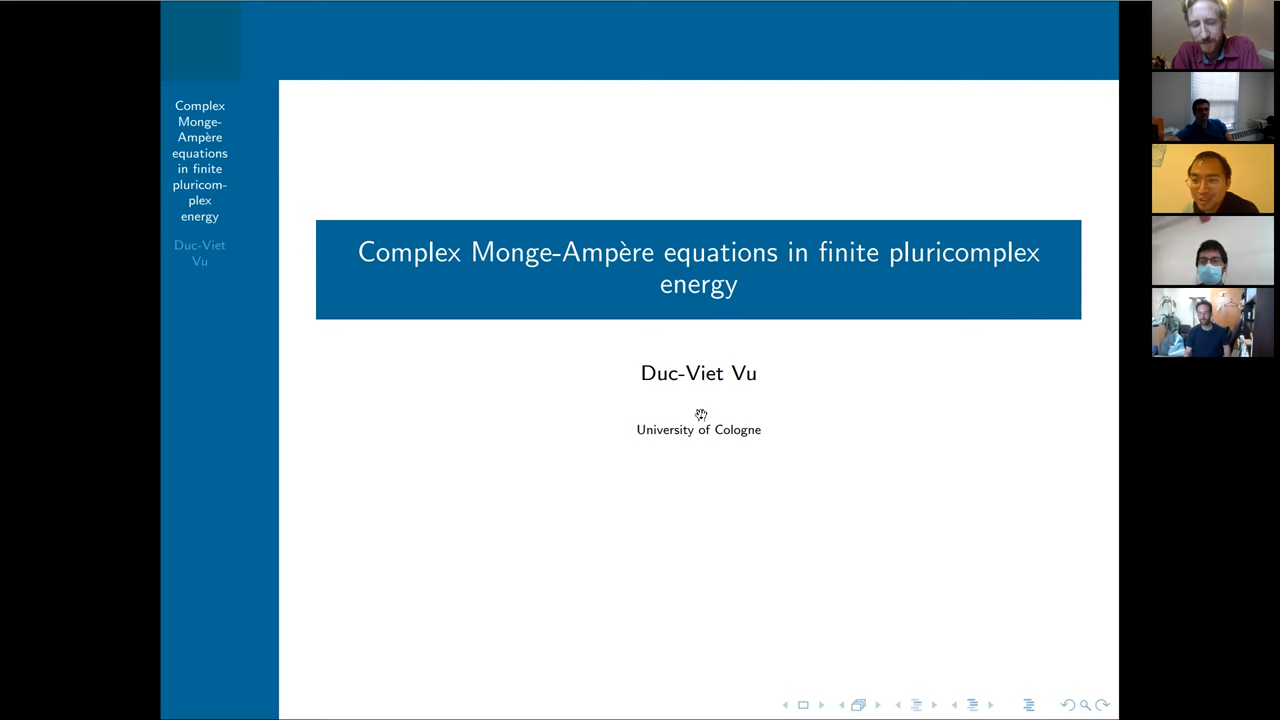 Complex
Monge-
Ampère
equations
in finite
pluricom-
plex
energy
Duc-Viet
Vu
Complex Monge-Ampère equations in finite pluricomplex
energy
Duc-Viet Vu
University of Cologne